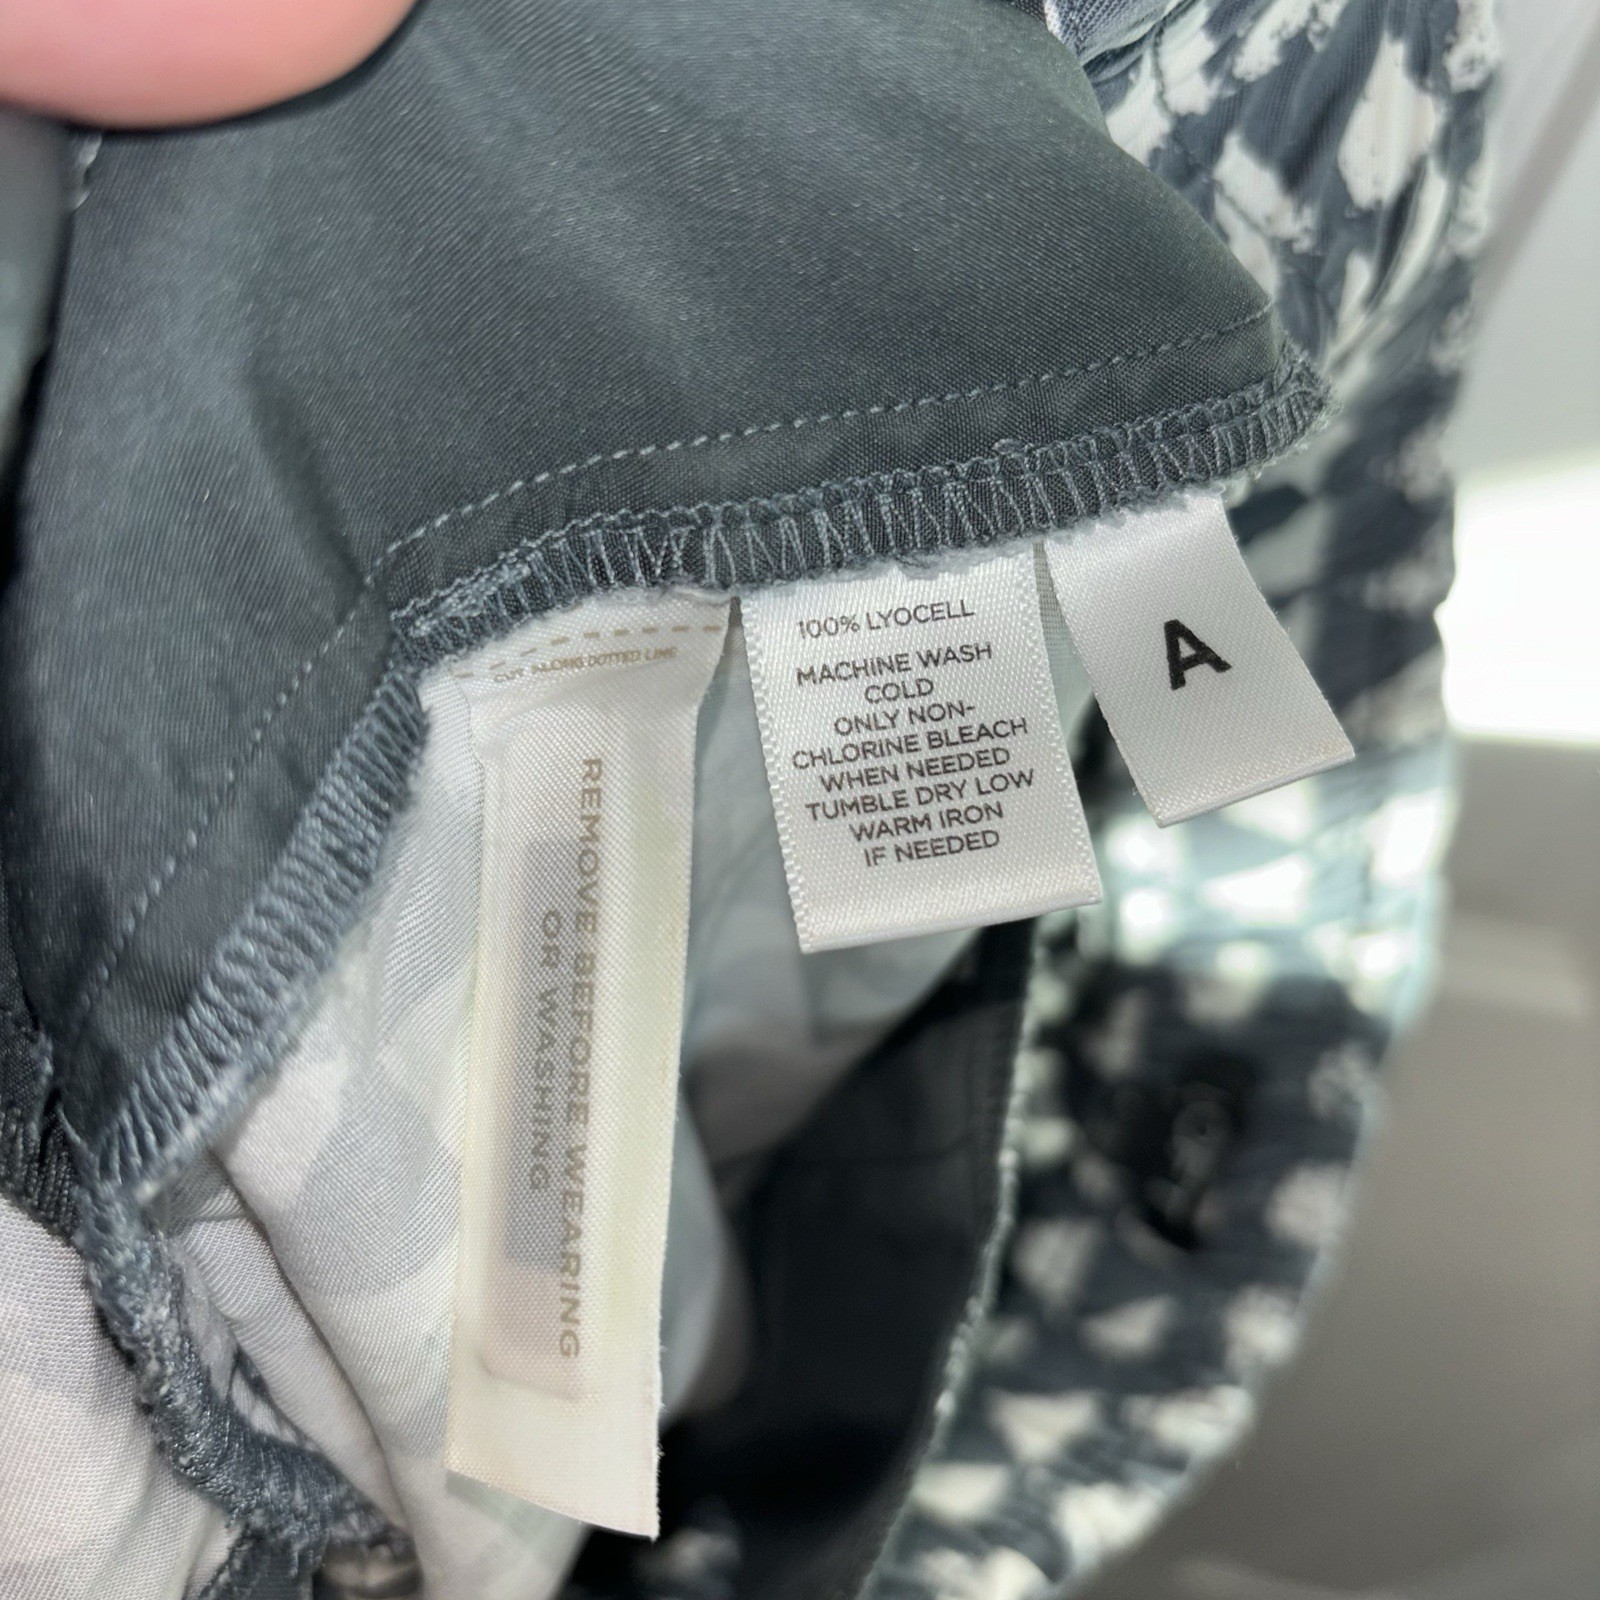 CUT ALONG DOTTED LINE
REMOVE BEFORE WEARING
OR WASHING
100% LYOCELL
MACHINE WASH
COLD
ONLY NON-
CHLORINE BLEACH
WHEN NEEDED
TUMBLE DRY LOW
WARM IRON
IF NEEDED
A